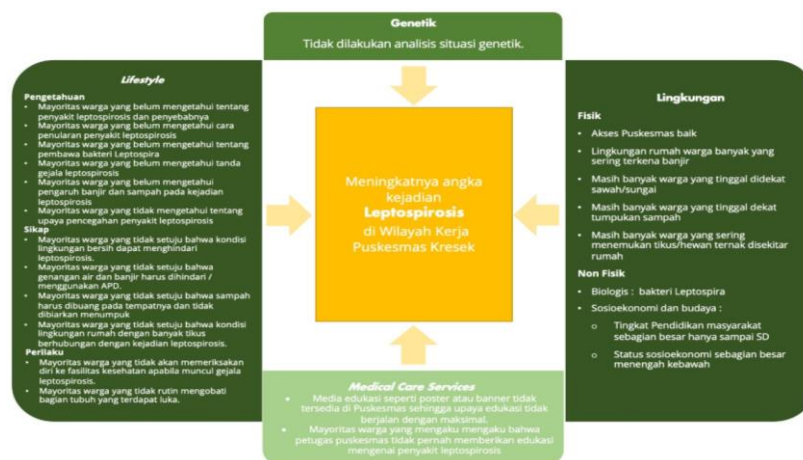 Genetik
Tidak dilakukan analisis situasi genetik.
Lifestyle
Pengetahuan
• Mayoritas warga yang belum mengetahui tentang
penyakit leptospirosis dan penyebabnya
• Mayoritas warga yang belum mengetahui cara
penularan penyakit leptospirosis
• Mayoritas warga yang belum mengetahui tentang
pembawa bakteri Leptospira
• Mayoritas warga yang belum mengetahui tanda
gejala leptospirosis
• Mayoritas warga yang belum mengetahui
pengaruh banjir dan sampah pada kejadian
leptospirosis
• Mayoritas warga yang tidak mengetahui tentang
upaya pencegahan penyakit leptospirosis
Sikap
• Mayoritas warga yang tidak setuju bahwa kondisi
lingkungan bersih dapat menghindari
leptospirosis.
• Mayoritas warga yang tidak setuju bahwa
genangan air dan banjir harus dihindari /
menggunakan APD.
• Mayoritas warga yang tidak setuju bahwa sampah
harus dibuang pada tempatnya dan tidak
dibiarkan menumpuk
• Mayoritas warga yang tidak setuju bahwa kondisi
lingkungan rumah dengan banyak tikus
berhubungan dengan kejadian leptospirosis.
Perilaku
• Mayoritas warga yang tidak akan memeriksakan
diri ke fasilitas kesehatan apabila muncul gejala
leptospirosis.
• Mayoritas warga yang tidak rutin mengobati
bagian tubuh yang terdapat luka.
Meningkatnya angka
kejadian
Leptospirosis
di Wilayah Kerja
Puskesmas Kresek
Lingkungan
Fisik
• Akses Puskesmas baik
• Lingkungan rumah warga banyak yang
sering terkena banjir
• Masih banyak warga yang tinggal didekat
sawah/sungai
• Masih banyak warga yang tinggal dekat
tumpukan sampah
• Masih banyak warga yang sering
menemukan tikus/hewan ternak disekitar
rumah
Non Fisik
• Biologis : bakteri Leptospira
• Sosioekonomi dan budaya :
o Tingkat Pendidikan masyarakat
sebagian besar hanya sampai SD
o Status sosioekonomi sebagian besar
menengah kebawah
Medical Care Services
• Media edukasi seperti poster atau banner tidak
tersedia di Puskesmas sehingga upaya edukasi tidak
berjalan dengan maksimal.
• Mayoritas warga yang mengaku mengaku bahwa
petugas puskesmas tidak pernah memberikan edukasi
mengenai penyakit leptospirosis